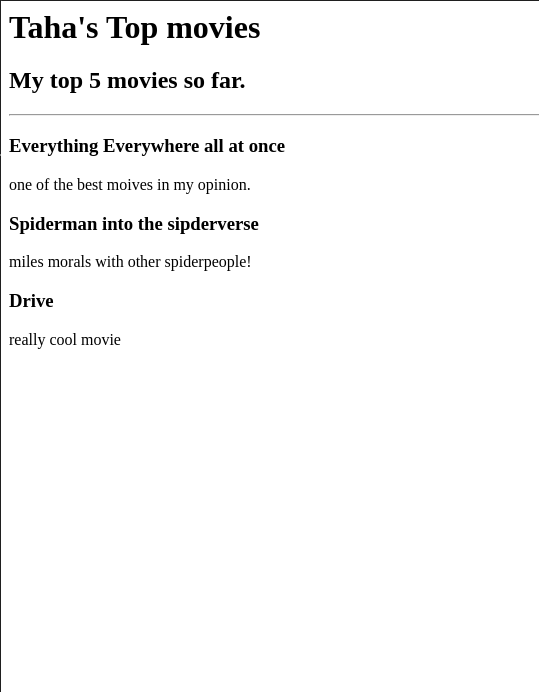 Taha's Top movies
My top 5 movies so far.
Everything Everywhere all at once
one of the best moives in my opinion.
Spiderman into the sipderverse
miles morals with other spiderpeople!
Drive
really cool movie